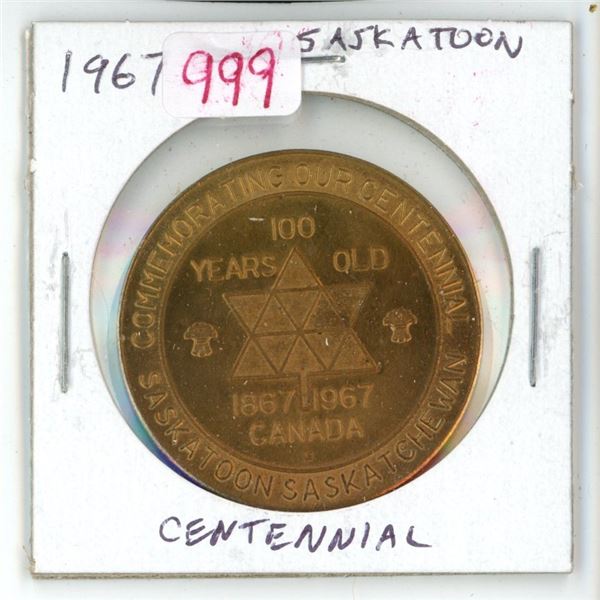 1967 SASKATOON
999
COMMEMORATING OUR CENTENNIAL
100
YEARS OLD
1867 1967
CANADA
SASKATOON SASKATCHEWAN
CENTENNIAL